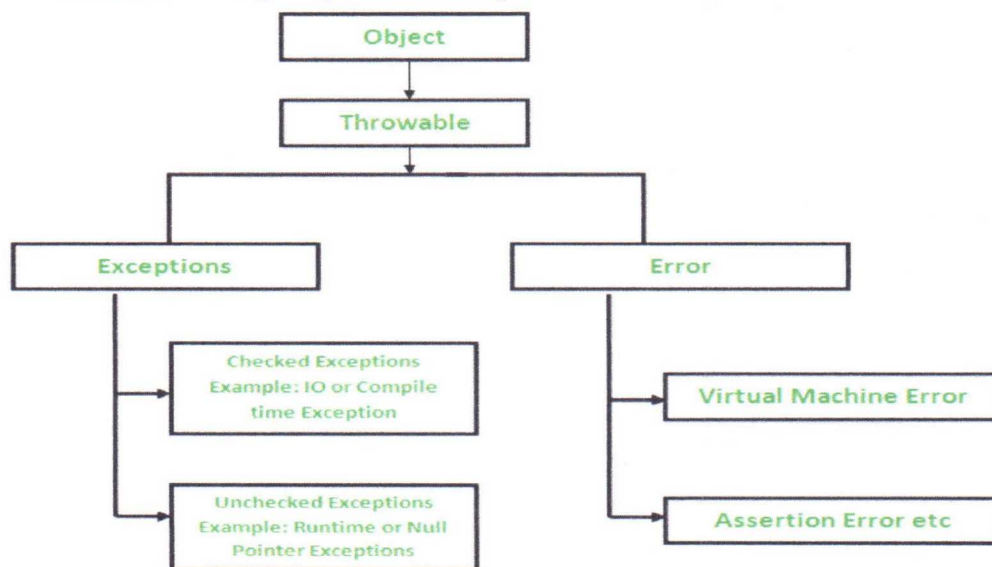 Object
Throwable
Exceptions
Error
Checked Exceptions
Example: IO or Compile
time Exception
Virtual Machine Error
Unchecked Exceptions
Example: Runtime or Null
Pointer Exceptions
Assertion Error etc